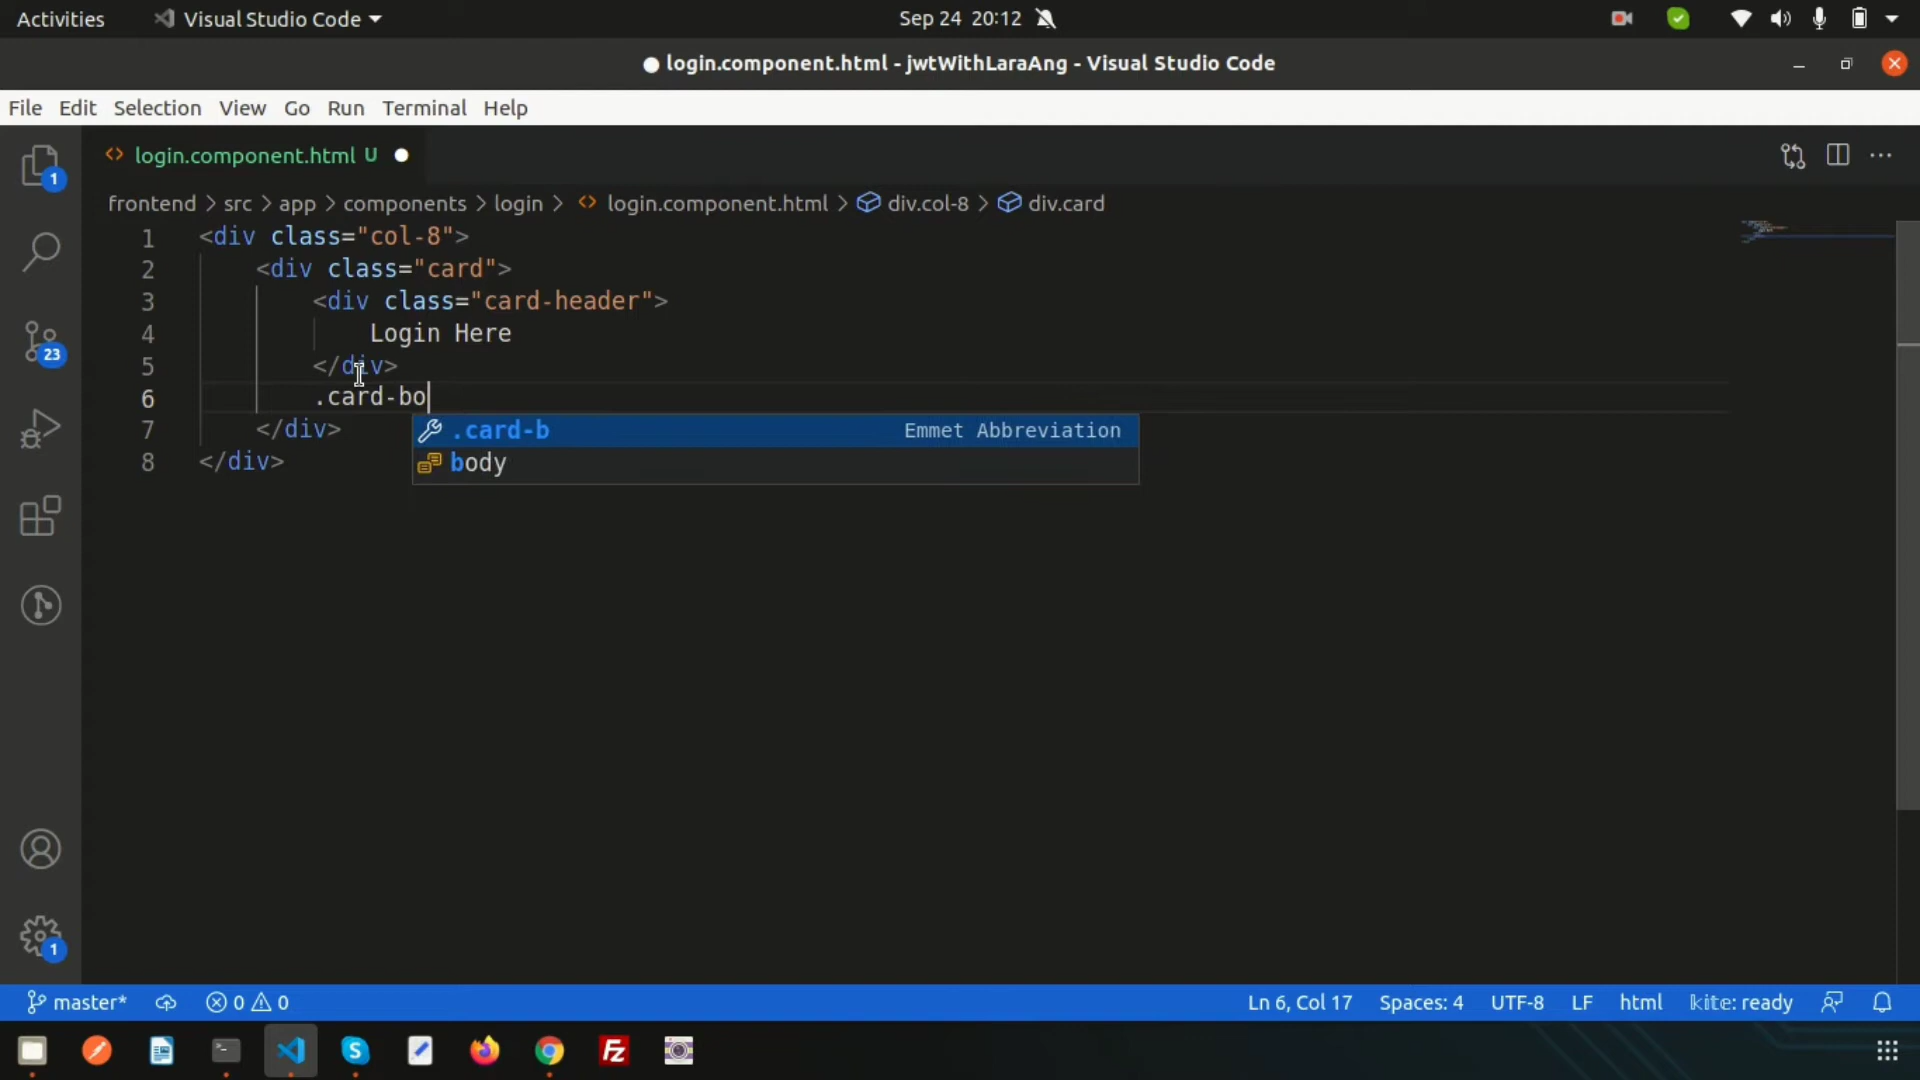 Activities Visual Studio Code Sep 24 20:12
login.component.html - jwtWithLaraAng - Visual Studio Code
File Edit Selection View Go Run Terminal Help
login.component.html U
frontend > src > app > components > login > login.component.html > div.col-8 > div.card
1 <div class="col-8">
2 <div class="card">
3 <div class="card-header">
4 Login Here
5 </div>
6 .card-bo
7 </div>
8 </div>
.card-b Emmet Abbreviation
body
1
23
1
master* 0 0 Ln 6, Col 17 Spaces: 4 UTF-8 LF html kite: ready
Fz